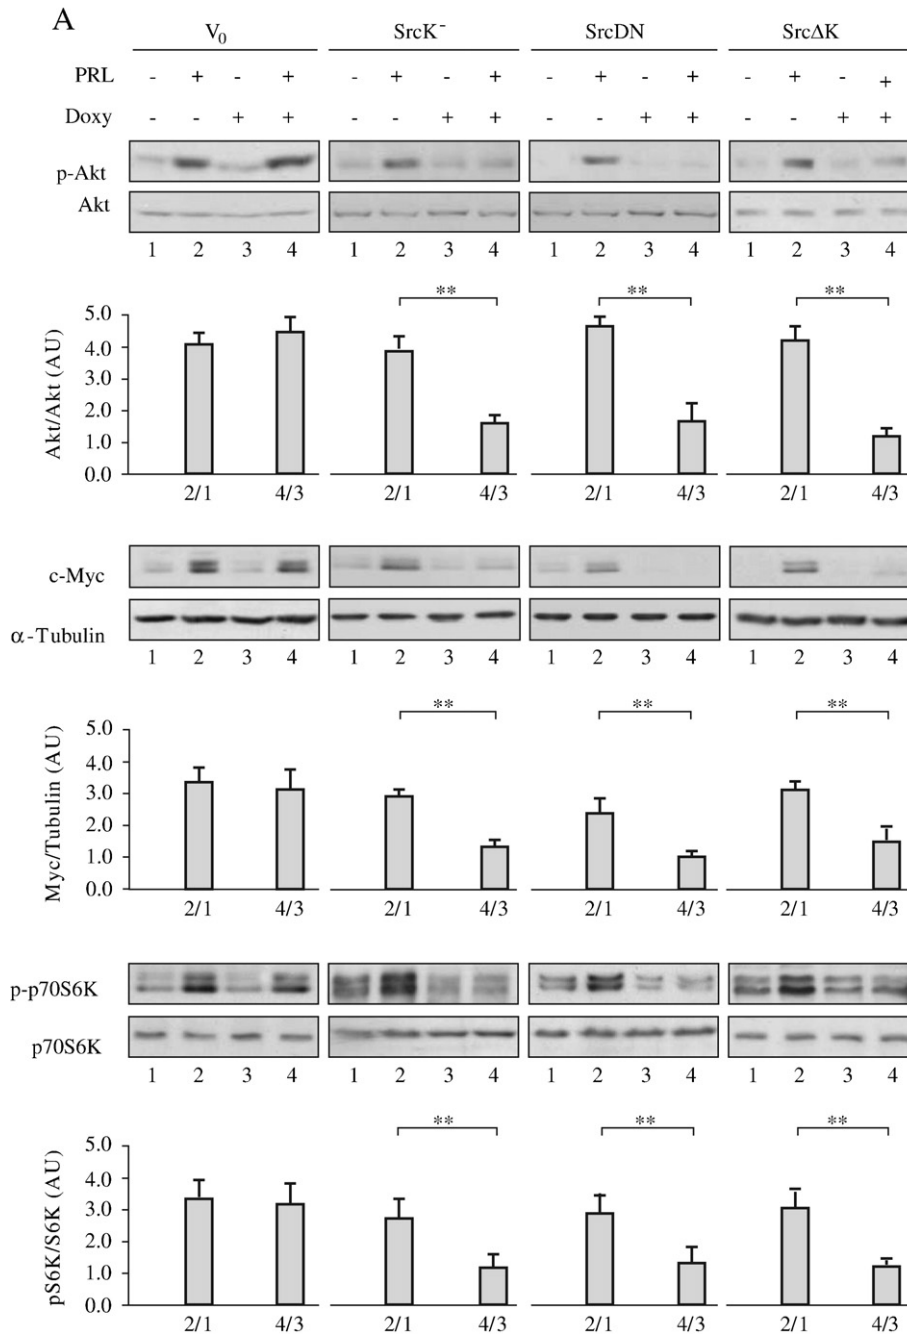 A
V₀ SrcK⁻ SrcDN SrcΔK
PRL - + - + - + - + - + - + - + - +
Doxy - - + + - - + + - - + + - - + +
p-Akt
Akt
1 2 3 4 1 2 3 4 1 2 3 4 1 2 3 4
** ** **
5.0
4.0
3.0
2.0
1.0
0.0
Akt/Akt (AU)
2/1 4/3 2/1 4/3 2/1 4/3 2/1 4/3
c-Myc
α-Tubulin
1 2 3 4 1 2 3 4 1 2 3 4 1 2 3 4
** ** **
5.0
4.0
3.0
2.0
1.0
0.0
Myc/Tubulin (AU)
2/1 4/3 2/1 4/3 2/1 4/3 2/1 4/3
p-p70S6K
p70S6K
1 2 3 4 1 2 3 4 1 2 3 4 1 2 3 4
** ** **
5.0
4.0
3.0
2.0
1.0
0.0
pS6K/S6K (AU)
2/1 4/3 2/1 4/3 2/1 4/3 2/1 4/3